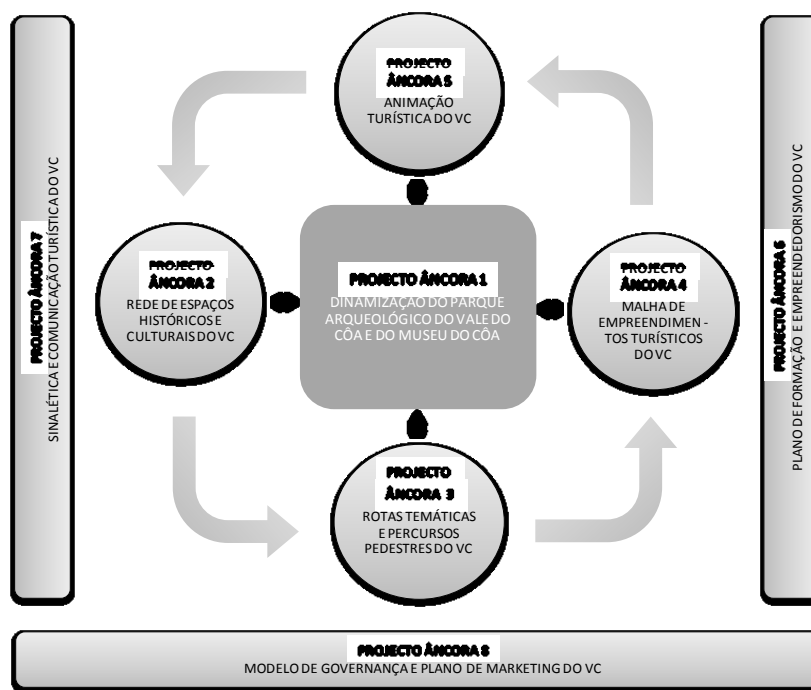 PROJECTO
ÂNCORA 5
ANIMAÇÃO
TURÍSTICA DO VC
PROJECTO ÂNCORA 7
SINALÉTICA E COMUNICAÇÃO TURÍSTICA DO VC
PROJECTO
ÂNCORA 2
REDE DE ESPAÇOS
HISTÓRICOS E
CULTURAIS DO VC
PROJECTO ÂNCORA 1
DINAMIZAÇÃO DO PARQUE
ARQUEOLÓGICO DO VALE DO
CÔA E DO MUSEU DO CÔA
PROJECTO
ÂNCORA 4
MALHA DE
EMPREENDIMEN -
TOS TURÍSTICOS
DO VC
PROJECTO ÂNCORA 6
PLANO DE FORMAÇÃO E EMPREENDEDORISMO DO VC
PROJECTO
ÂNCORA 3
ROTAS TEMÁTICAS
E PERCURSOS
PEDESTRES DO VC
PROJECTO ÂNCORA 8
MODELO DE GOVERNANÇA E PLANO DE MARKETING DO VC